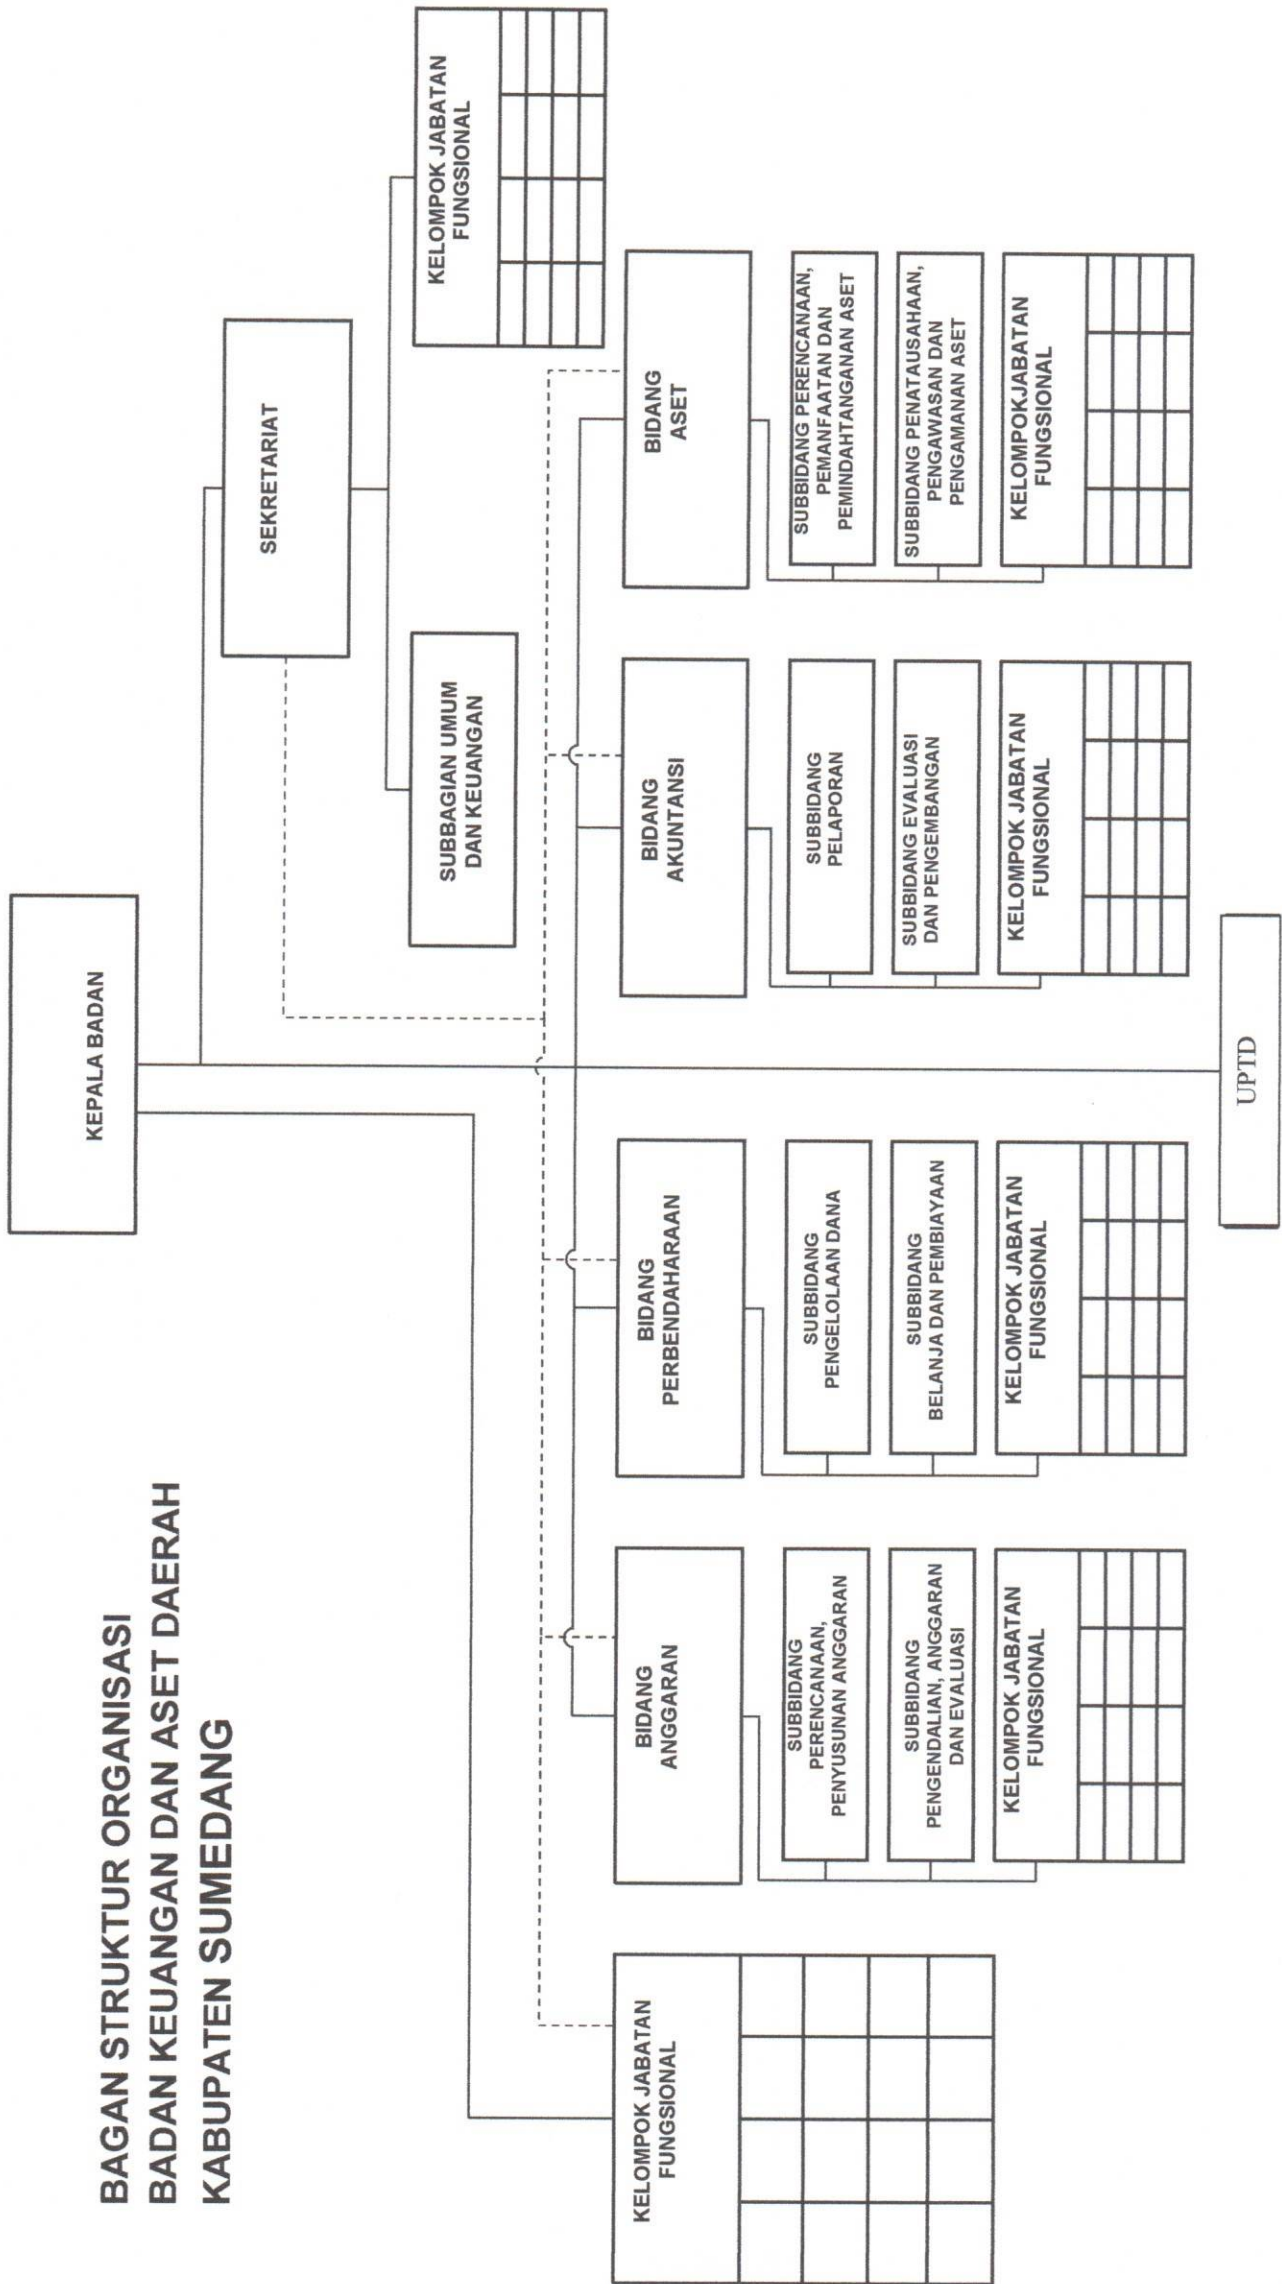 BAGAN STRUKTUR ORGANISASI
BADAN KEUANGAN DAN ASET DAERAH
KABUPATEN SUMEDANG
KEPALA BADAN
SEKRETARIAT
SUBBAGIAN UMUM
DAN KEUANGAN
KELOMPOK JABATAN
FUNGSIONAL
KELOMPOK JABATAN
FUNGSIONAL
BIDANG
ANGGARAN
SUBBIDANG
PERENCANAAN,
PENYUSUNAN ANGGARAN
SUBBIDANG
PENGENDALIAN, ANGGARAN
DAN EVALUASI
KELOMPOK JABATAN
FUNGSIONAL
BIDANG
PERBENDAHARAAN
SUBBIDANG
PENGELOLAAN DANA
SUBBIDANG
BELANJA DAN PEMBIAYAAN
KELOMPOK JABATAN
FUNGSIONAL
BIDANG
AKUNTANSI
SUBBIDANG
PELAPORAN
SUBBIDANG EVALUASI
DAN PENGEMBANGAN
KELOMPOK JABATAN
FUNGSIONAL
BIDANG
ASET
SUBBIDANG PERENCANAAN,
PEMANFAATAN DAN
PEMINDAHTANGANAN ASET
SUBBIDANG PENATAUSAHAAN,
PENGAWASAN DAN
PENGAMANAN ASET
KELOMPOKJABATAN
FUNGSIONAL
UPTD